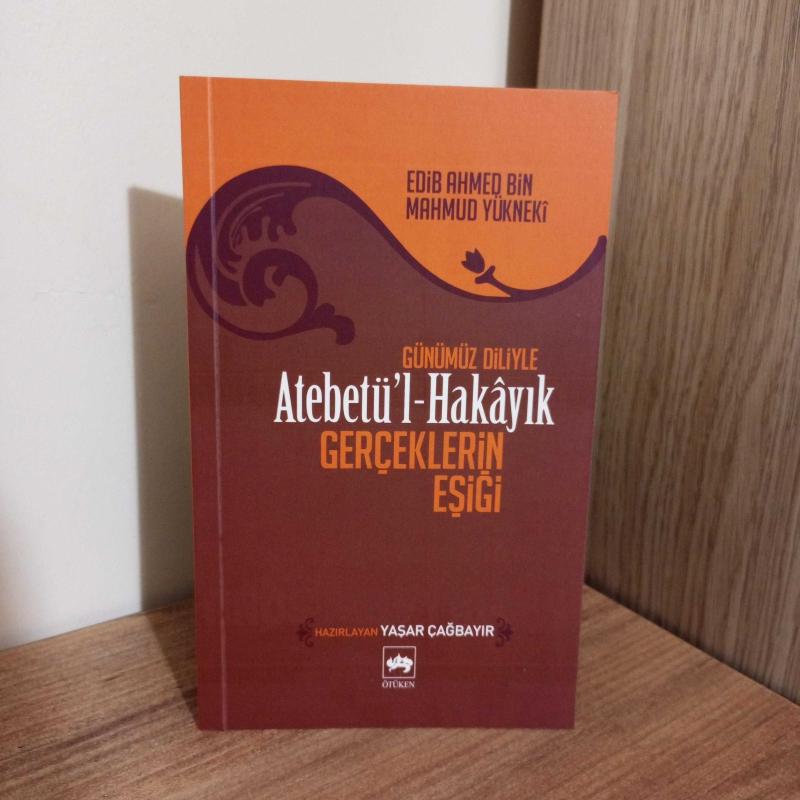 EDİB AHMED BİN
MAHMUD YÜKNEKÎ
GÜNÜMÜZ DİLİYLE
Atebetü'l-Hakâyık
GERÇEKLERİN
EŞİĞİ
HAZIRLAYAN YAŞAR ÇAĞBAYIR
ÖTÜKEN